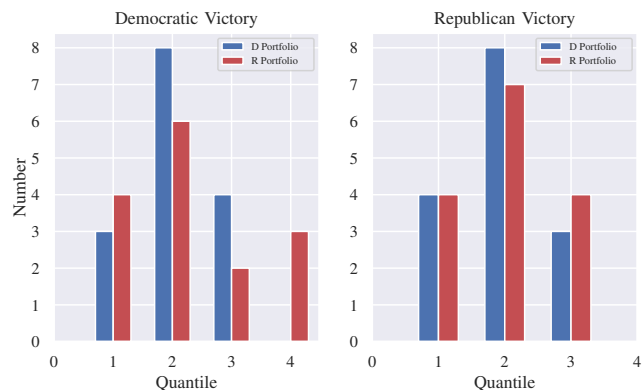 Democratic Victory
D Portfolio
R Portfolio
8
7
6
5
4
3
2
1
0
Number
0 1 2 3 4
Quantile
Republican Victory
D Portfolio
R Portfolio
8
7
6
5
4
3
2
1
0
0 1 2 3 4
Quantile